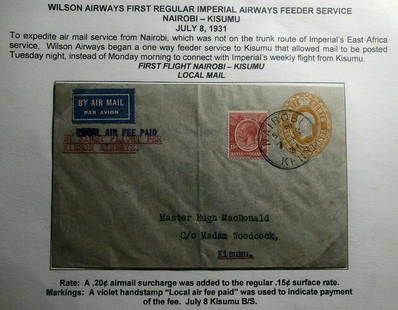 WILSON AIRWAYS FIRST REGULAR IMPERIAL AIRWAYS FEEDER SERVICE
NAIROBI – KISUMU
JULY 8, 1931
To expedite air mail service from Nairobi, which was not on the trunk route of Imperial's East Africa
service, Wilson Airways began a one way feeder service to Kisumu that allowed mail to be posted
Tuesday night, instead of Monday morning to connect with Imperial's weekly flight from Kisumu.
FIRST FLIGHT NAIROBI – KISUMU
LOCAL MAIL
BY AIR MAIL
PAR AVION
LOCAL AIR FEE PAID
WILSON AIRWAYS.
NAIROBI
KENYA
Master Hugh MacDonald
C/o Madam Woodcock,
Kisumu.
Rate: A .20¢ airmail surcharge was added to the regular .15¢ surface rate.
Markings: A violet handstamp "Local air fee paid" was used to indicate payment
of the fee. July 8 Kisumu B/S.